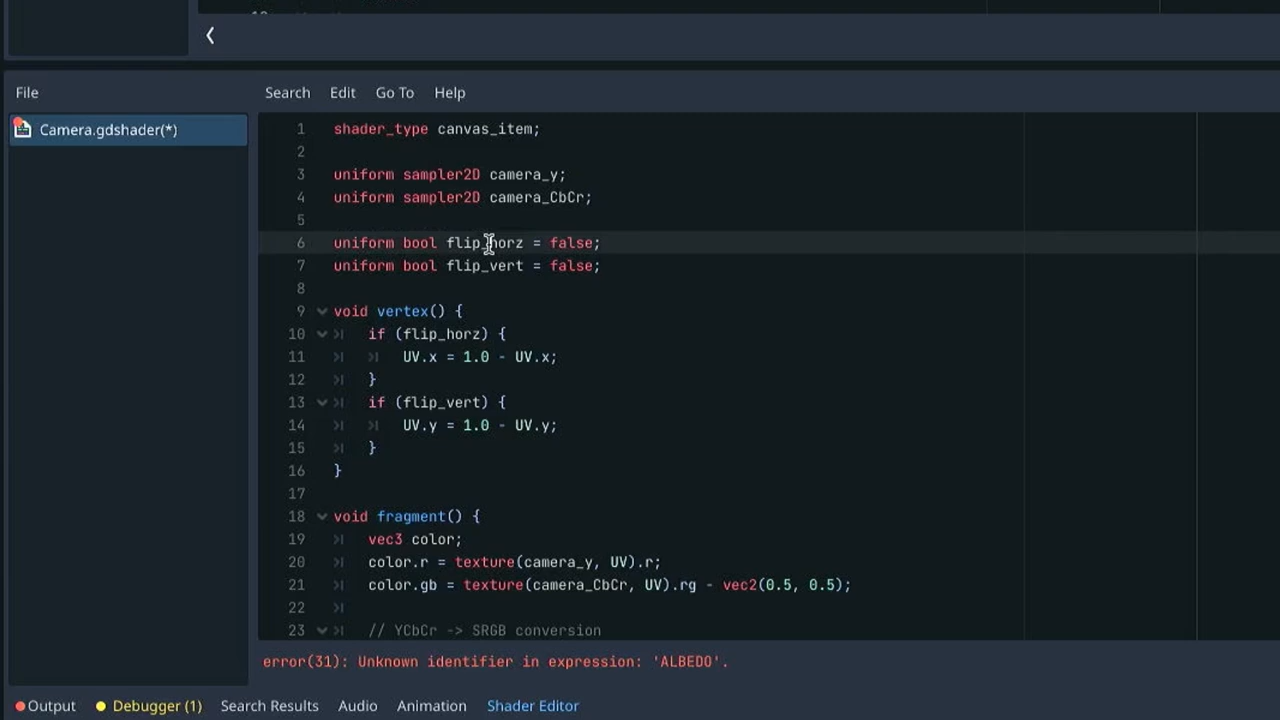 File
Search Edit Go To Help
Camera.gdshader(*)
1 shader_type canvas_item;
2
3 uniform sampler2D camera_y;
4 uniform sampler2D camera_CbCr;
5
6 uniform bool flip_horz = false;
7 uniform bool flip_vert = false;
8
9 void vertex() {
10 if (flip_horz) {
11 UV.x = 1.0 - UV.x;
12 }
13 if (flip_vert) {
14 UV.y = 1.0 - UV.y;
15 }
16 }
17
18 void fragment() {
19 vec3 color;
20 color.r = texture(camera_y, UV).r;
21 color.gb = texture(camera_CbCr, UV).rg - vec2(0.5, 0.5);
22
23 // YCbCr -> SRGB conversion
error(31): Unknown identifier in expression: 'ALBEDO'.
Output Debugger (1) Search Results Audio Animation Shader Editor